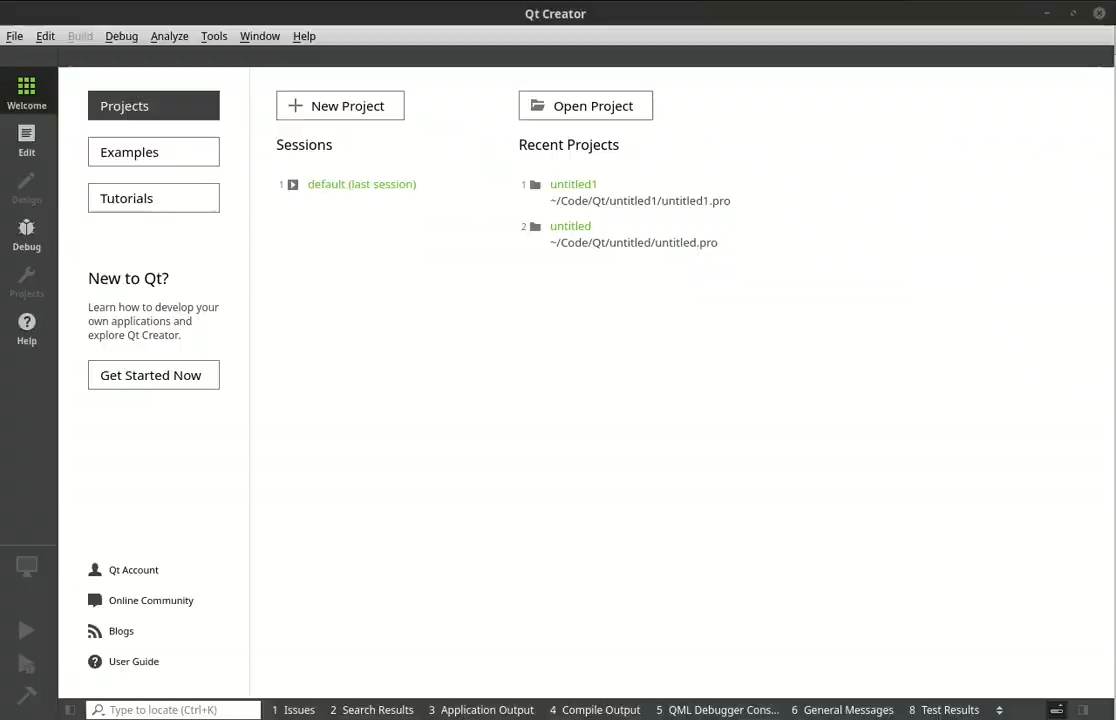 Qt Creator
File Edit Build Debug Analyze Tools Window Help
Welcome
Edit
Design
Debug
Projects
Help
Projects
Examples
Tutorials
New to Qt?
Learn how to develop your
own applications and
explore Qt Creator.
Get Started Now
Qt Account
Online Community
Blogs
User Guide
New Project
Sessions
1 default (last session)
Open Project
Recent Projects
1 untitled1
~/Code/Qt/untitled1/untitled1.pro
2 untitled
~/Code/Qt/untitled/untitled.pro
Type to locate (Ctrl+K) 1 Issues 2 Search Results 3 Application Output 4 Compile Output 5 QML Debugger Cons... 6 General Messages 8 Test Results